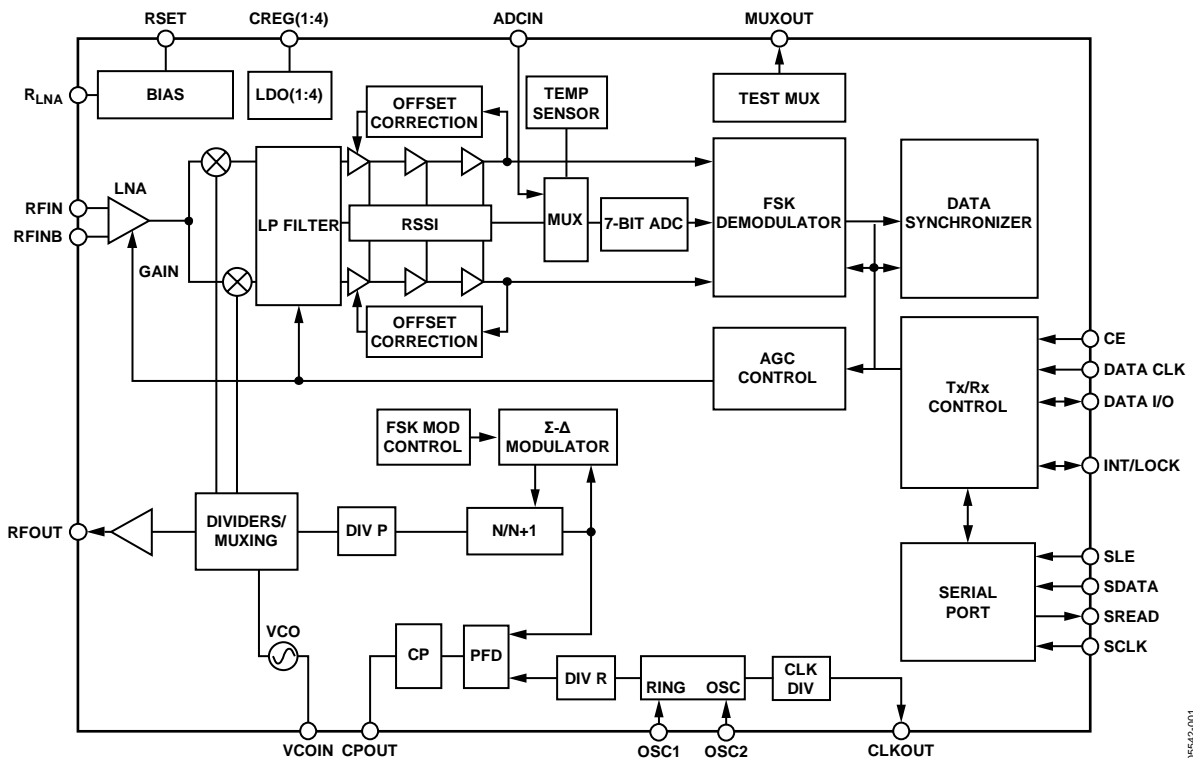 RSET
CREG(1:4)
ADCIN
MUXOUT
RLNA
BIAS
LDO(1:4)
OFFSET
CORRECTION
TEMP
SENSOR
TEST MUX
LNA
RFIN
RFINB
GAIN
LP FILTER
RSSI
MUX
7-BIT ADC
FSK
DEMODULATOR
DATA
SYNCHRONIZER
OFFSET
CORRECTION
AGC
CONTROL
Tx/Rx
CONTROL
CE
DATA CLK
DATA I/O
INT/LOCK
FSK MOD
CONTROL
Σ-Δ
MODULATOR
RFOUT
DIVIDERS/
MUXING
DIV P
N/N+1
SERIAL
PORT
SLE
SDATA
SREAD
SCLK
VCO
CP
PFD
DIV R
RING
OSC
CLK
DIV
VCOIN
CPOUT
OSC1
OSC2
CLKOUT
05542-001